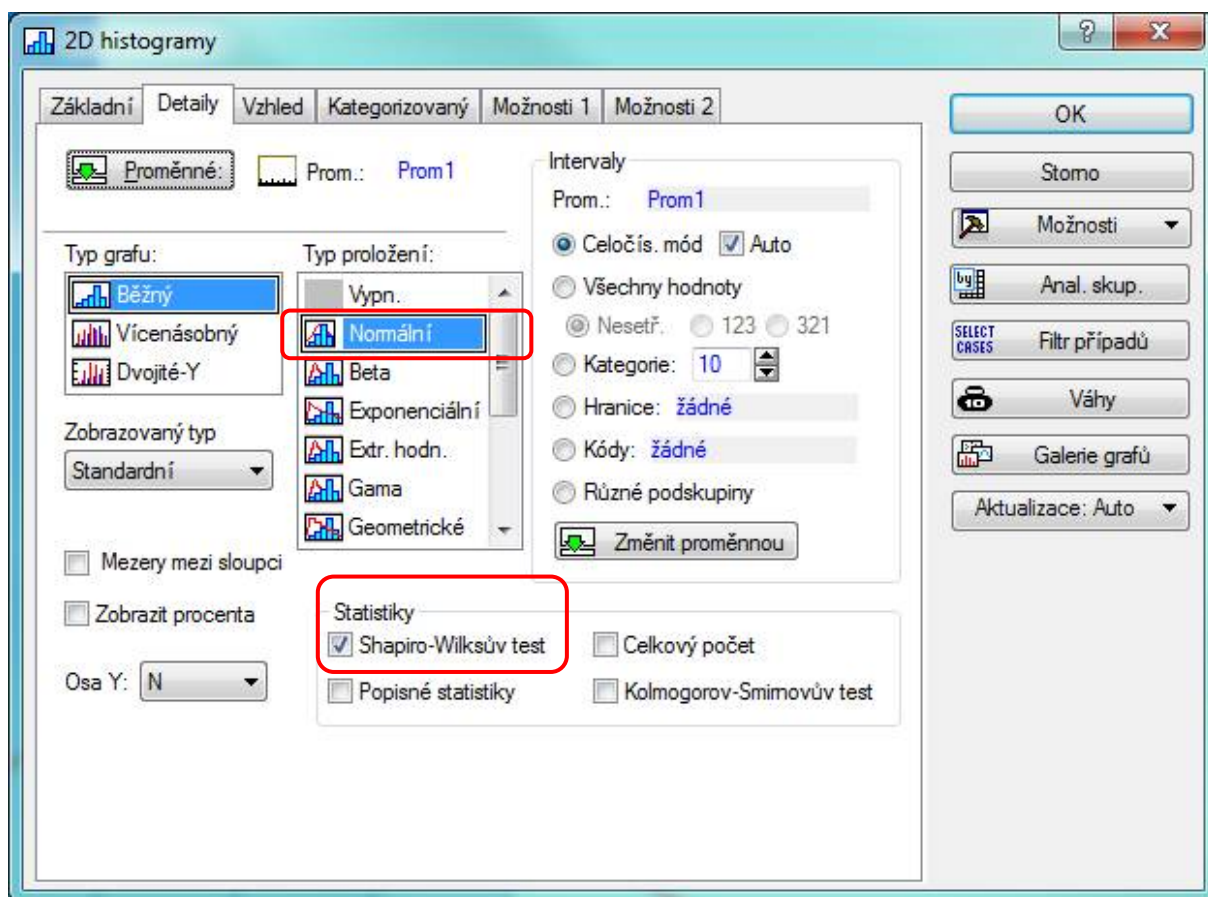 2D histogramy
Základní Detaily Vzhled Kategorizovaný Možnosti 1 Možnosti 2
Proměnné: Prom.: Prom1
Typ grafu:
Běžný
Vícenásobný
Dvojité-Y
Zobrazovaný typ
Standardní
Mezery mezi sloupci
Zobrazit procenta
Osa Y: N
Typ proložení:
Vypn.
Normální
Beta
Exponenciální
Extr. hodn.
Gama
Geometrické
Intervaly
Prom.: Prom1
Celočís. mód Auto
Všechny hodnoty
Nesetř. 123 321
Kategorie: 10
Hranice: žádné
Kódy: žádné
Různé podskupiny
Změnit proměnnou
Statistiky
Shapiro-Wilksův test Celkový počet
Popisné statistiky Kolmogorov-Smirnovův test
OK
Storno
Možnosti
by Anal. skup.
SELECT
CASES Filtr případů
Váhy
Galerie grafů
Aktualizace: Auto